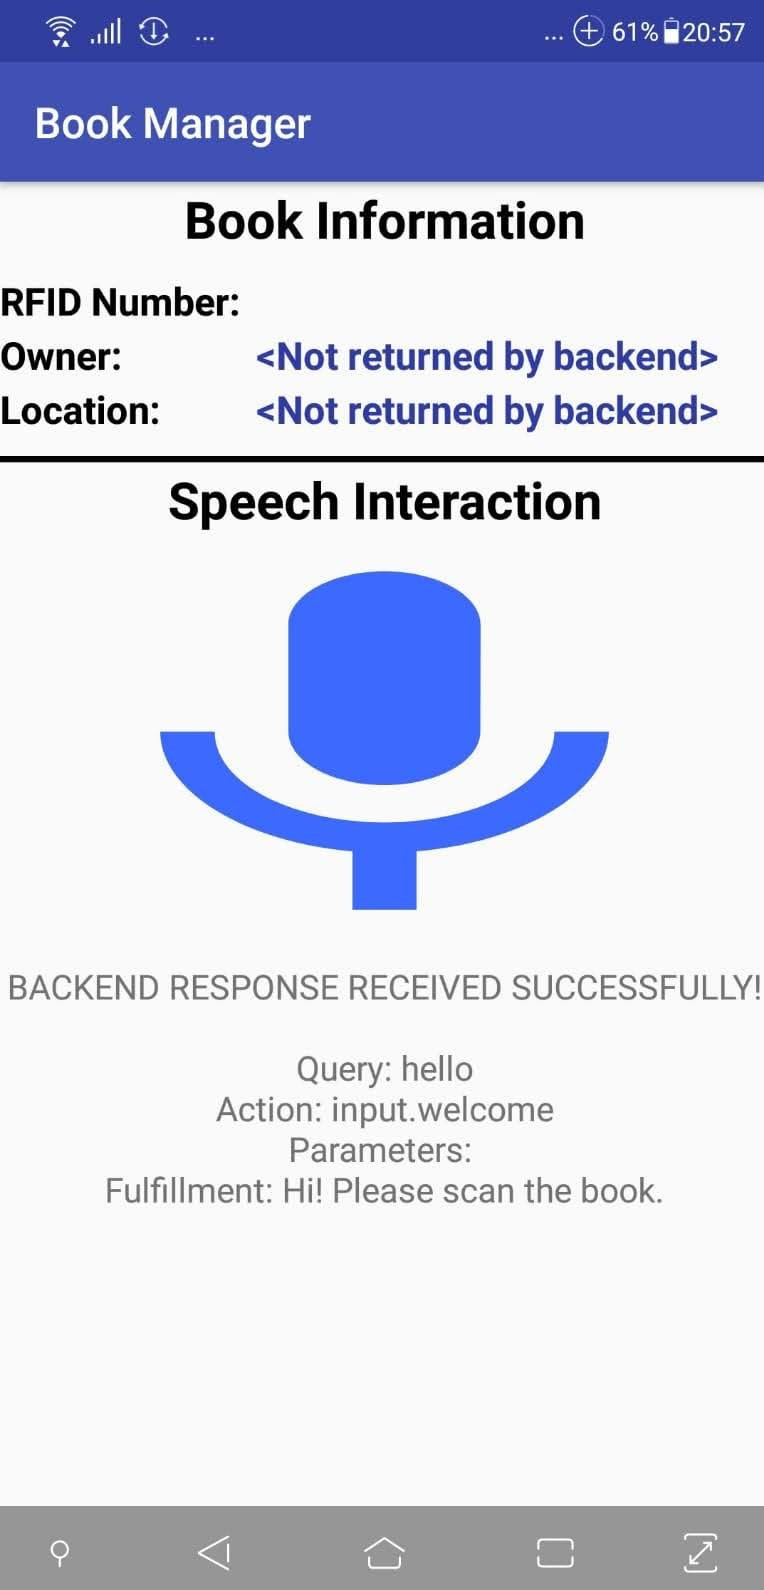 ... ... 61% 20:57
Book Manager
Book Information
RFID Number:
Owner: <Not returned by backend>
Location: <Not returned by backend>
Speech Interaction
BACKEND RESPONSE RECEIVED SUCCESSFULLY!
Query: hello
Action: input.welcome
Parameters:
Fulfillment: Hi! Please scan the book.